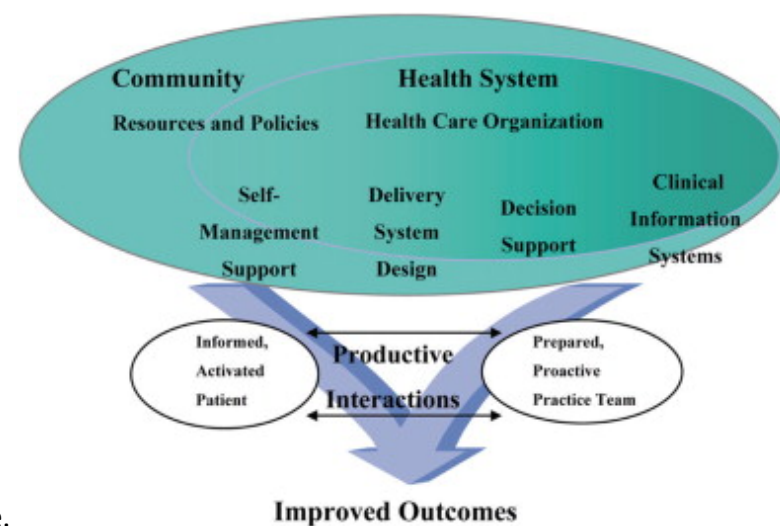 Community
Health System
Resources and Policies
Health Care Organization
Self-
Management
Support
Delivery
System
Design
Decision
Support
Clinical
Information
Systems
Informed,
Activated
Patient
Productive
Interactions
Prepared,
Proactive
Practice Team
Improved Outcomes